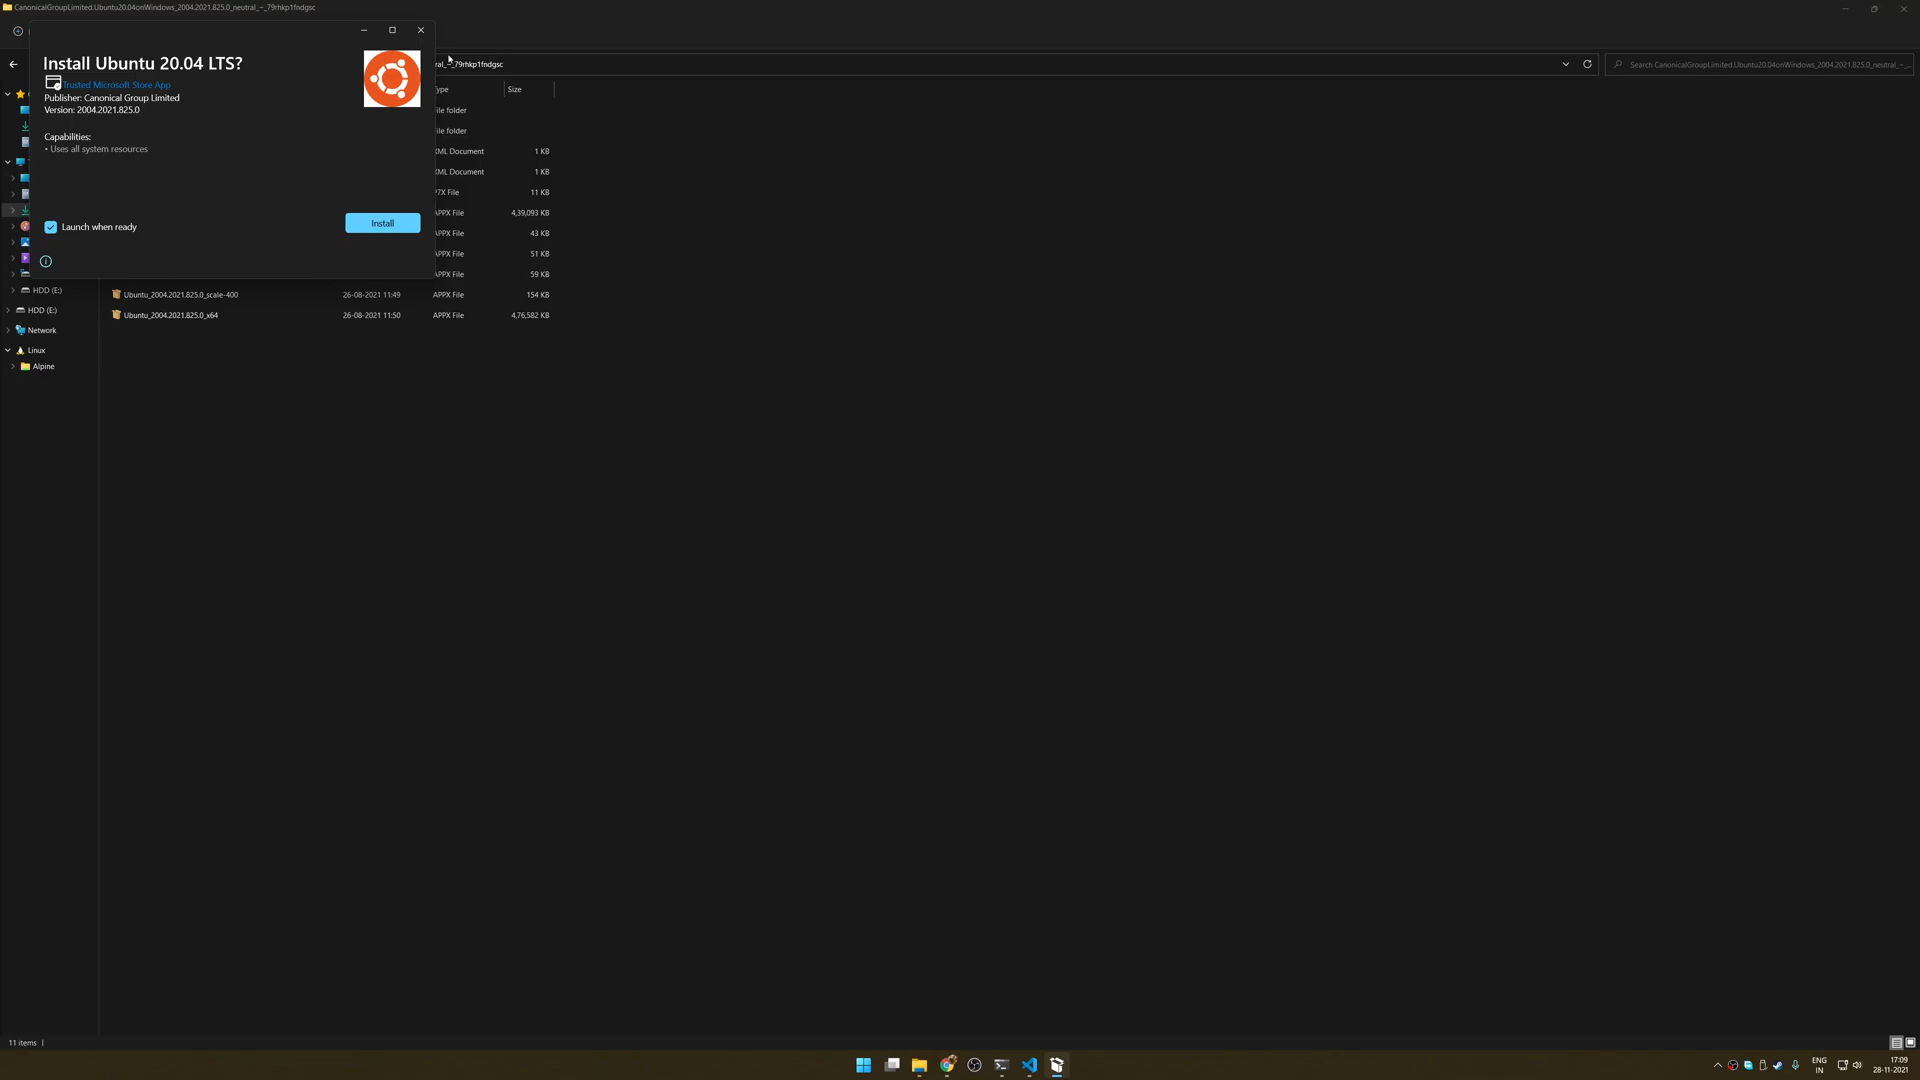 CanonicalGroupLimited.Ubuntu20.04onWindows_2004.2021.825.0_neutral_~_79rhkp1fndgsc
Install Ubuntu 20.04 LTS?
Trusted Microsoft Store App
Publisher: Canonical Group Limited
Version: 2004.2021.825.0
Capabilities:
• Uses all system resources
Launch when ready
Install
ral_~_79rhkp1fndgsc
Search CanonicalGroupLimited.Ubuntu20.04onWindows_2004.2021.825.0_neutral_~_...
ype Size
ile folder
ile folder
ML Document 1 KB
ML Document 1 KB
P7X File 11 KB
APPX File 4,39,093 KB
APPX File 43 KB
APPX File 51 KB
APPX File 59 KB
Ubuntu_2004.2021.825.0_scale-400 26-08-2021 11:49 APPX File 154 KB
Ubuntu_2004.2021.825.0_x64 26-08-2021 11:50 APPX File 4,76,582 KB
HDD (E:)
HDD (E:)
Network
Linux
Alpine
11 items
ENG
IN
17:09
28-11-2021